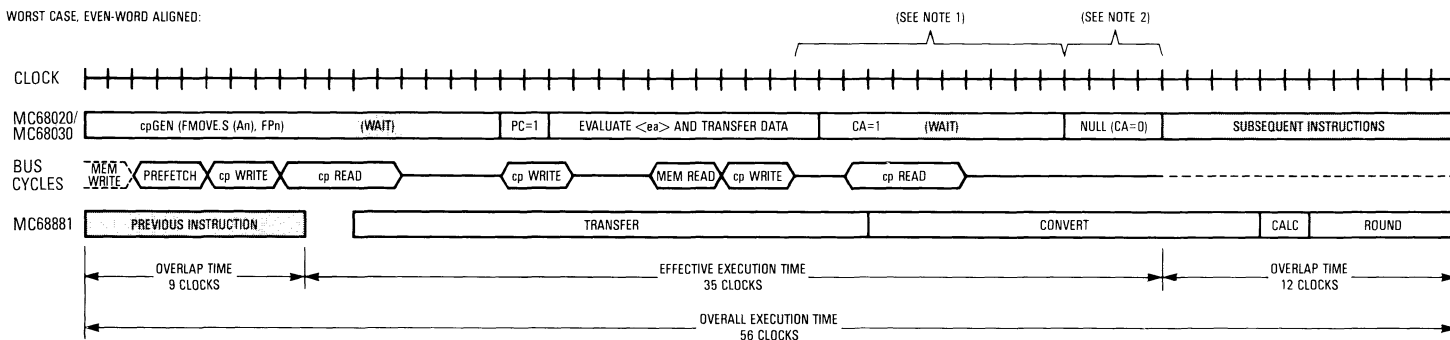 WORST CASE, EVEN-WORD ALIGNED:
(SEE NOTE 1)
(SEE NOTE 2)
CLOCK
MC68020/
MC68030
cpGEN (FMOVE.S (An), FPn)
(WAIT)
PC=1
EVALUATE <ea> AND TRANSFER DATA
CA=1
(WAIT)
NULL (CA=0)
SUBSEQUENT INSTRUCTIONS
BUS
CYCLES
MEM
WRITE
PREFETCH
cp WRITE
cp READ
cp WRITE
MEM READ
cp WRITE
cp READ
MC68881
PREVIOUS INSTRUCTION
TRANSFER
CONVERT
CALC
ROUND
OVERLAP TIME
9 CLOCKS
EFFECTIVE EXECUTION TIME
35 CLOCKS
OVERLAP TIME
12 CLOCKS
OVERALL EXECUTION TIME
56 CLOCKS